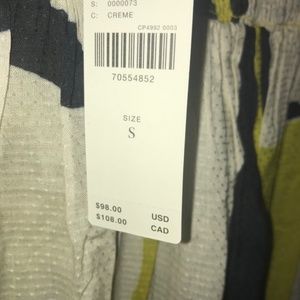 S: 0000073
C: CREME
CP4992 0003
70554852
SIZE
S
$98.00 USD
$108.00 CAD